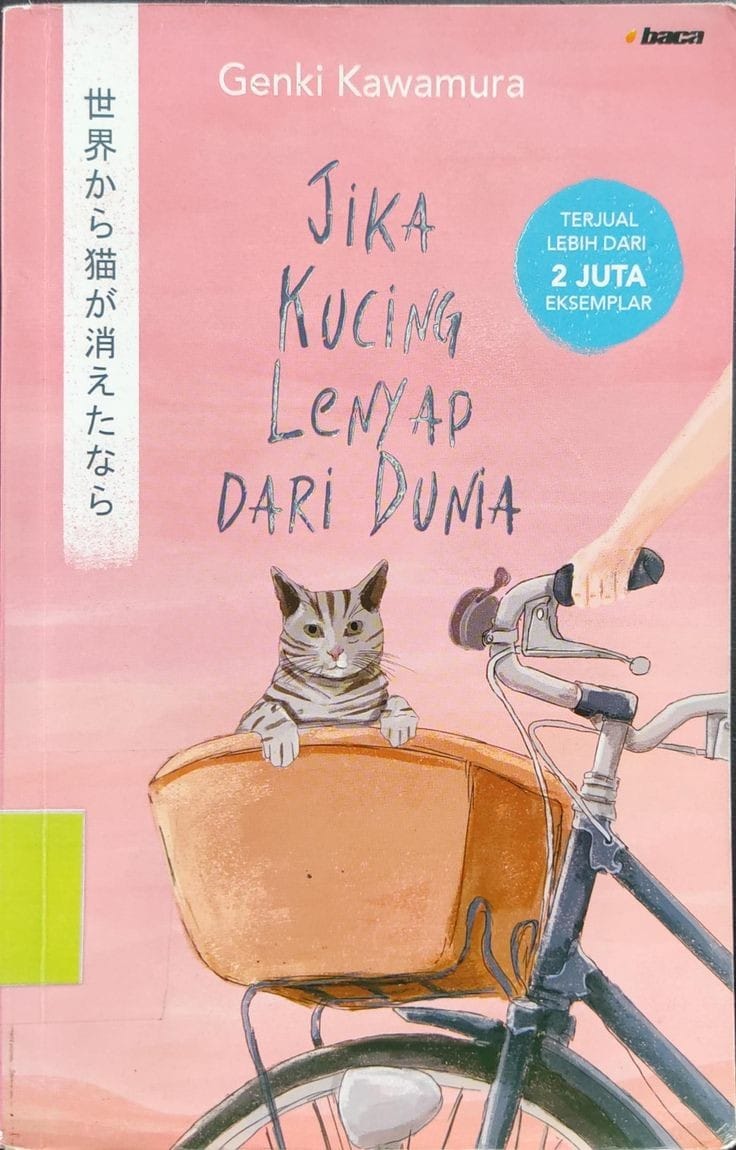 baca
Genki Kawamura
世界から猫が消えたなら
JiKA
KUCiNG
LeNYAP
DARi DUNiA
TERJUAL
LEBIH DARI
2 JUTA
EKSEMPLAR